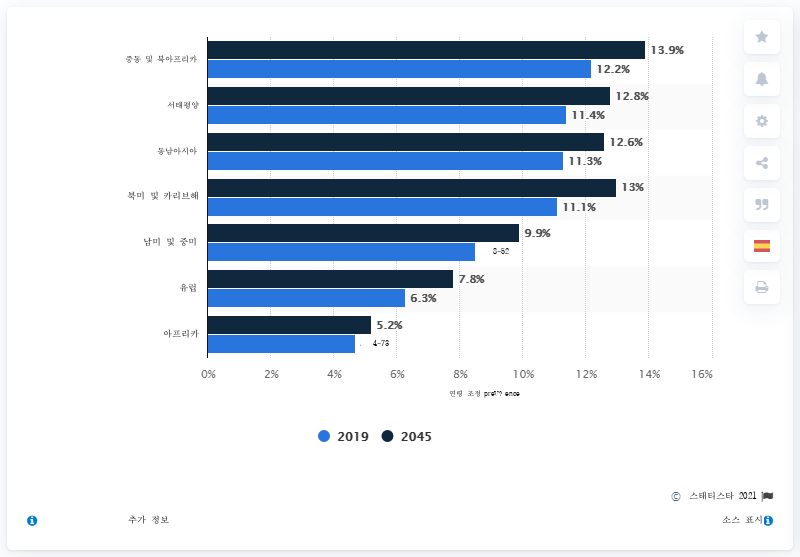 중동 및 북아프리카
13.9%
12.2%
서태평양
12.8%
11.4%
동남아시아
12.6%
11.3%
북미 및 카리브해
13%
11.1%
남미 및 중미
9.9%
유럽
7.8%
6.3%
아프리카
5.2%
0% 2% 4% 6% 8% 10% 12% 14% 16%
연령 조정
2019 2045
© 스태티스타 2021
추가 정보 소스 표시